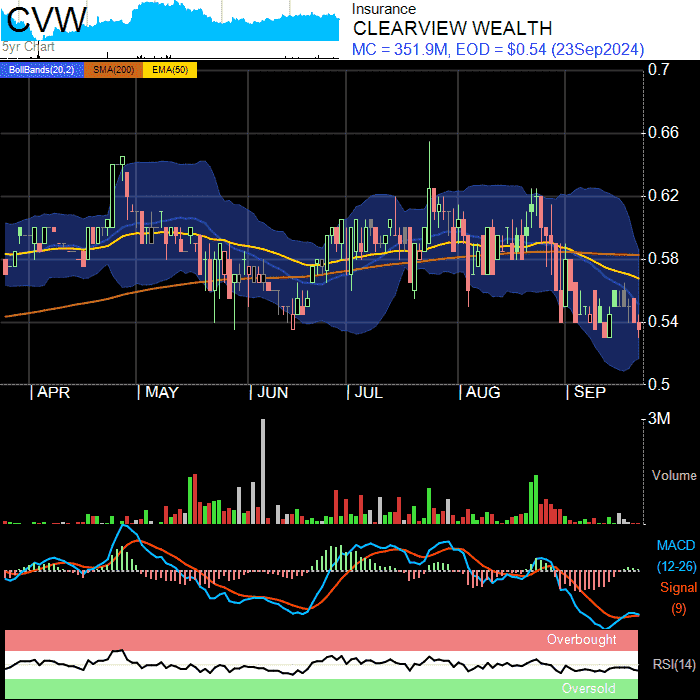 CVW
5yr Chart
Insurance
CLEARVIEW WEALTH
MC = 351.9M, EOD = $0.54 (23Sep2024)
BollBands(20,2) SMA(200) EMA(50)
0.7
0.66
0.62
0.58
0.54
0.5
APR MAY JUN JUL AUG SEP
3M
Volume
MACD
(12-26)
Signal
(9)
Overbought
RSI(14)
Oversold